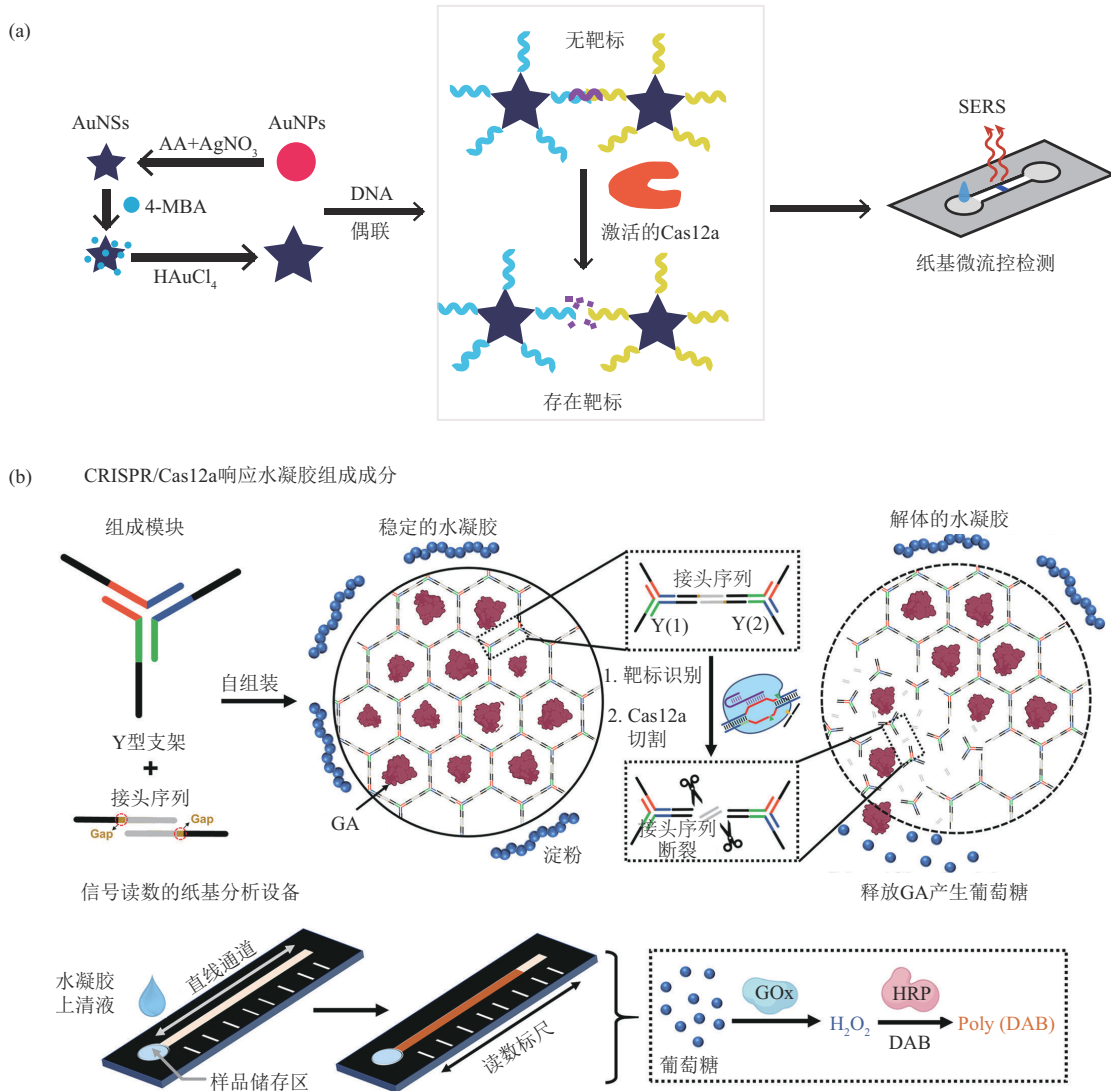 (a)
无靶标
AuNSs
AuNPs
AA+AgNO₃
4-MBA
HAuCl₄
DNA
偶联
激活的Cas12a
存在靶标
SERS
纸基微流控检测
(b)
CRISPR/Cas12a响应水凝胶组成成分
组成模块
稳定的水凝胶
解体的水凝胶
接头序列
Y(1)
Y(2)
自组装
1. 靶标识别
2. Cas12a
切割
Y型支架
+
接头序列
Gap
Gap
GA
淀粉
接头序列
断裂
释放GA产生葡萄糖
信号读数的纸基分析设备
水凝胶
上清液
直线通道
样品储存区
读数标尺
葡萄糖
GOx
H₂O₂
HRP
DAB
Poly (DAB)